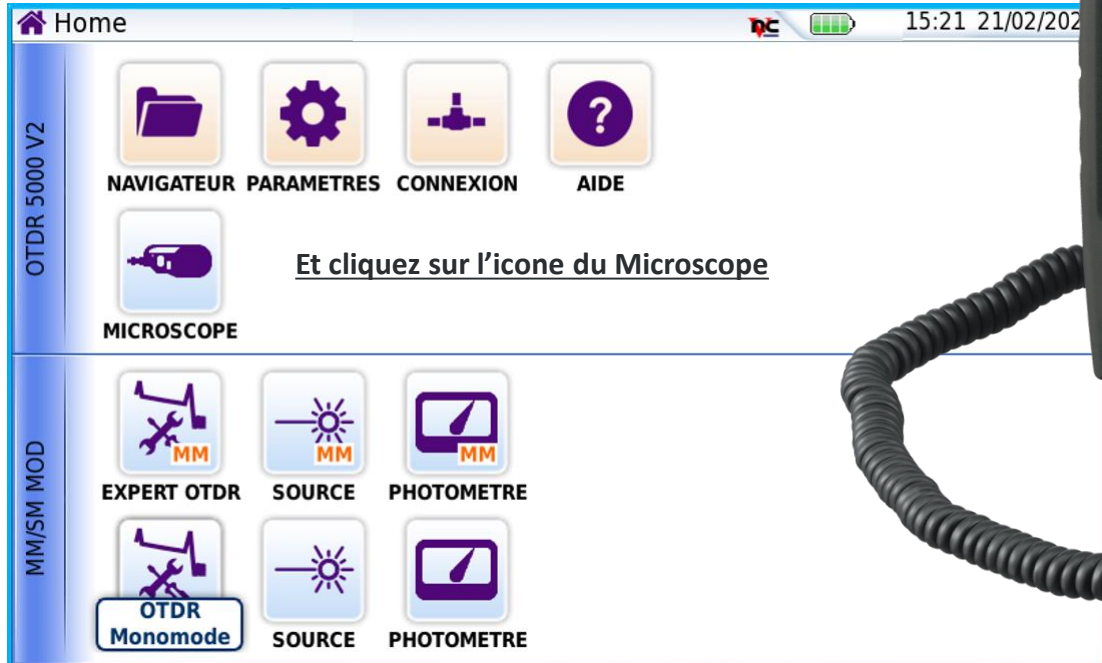 Home
15:21 21/02/202
OTDR 5000 V2
NAVIGATEUR PARAMETRES CONNEXION AIDE
?
Et cliquez sur l’icone du Microscope
MICROSCOPE
MM/SM MOD
MM MM MM
EXPERT OTDR SOURCE PHOTOMETRE
OTDR
Monomode SOURCE PHOTOMETRE